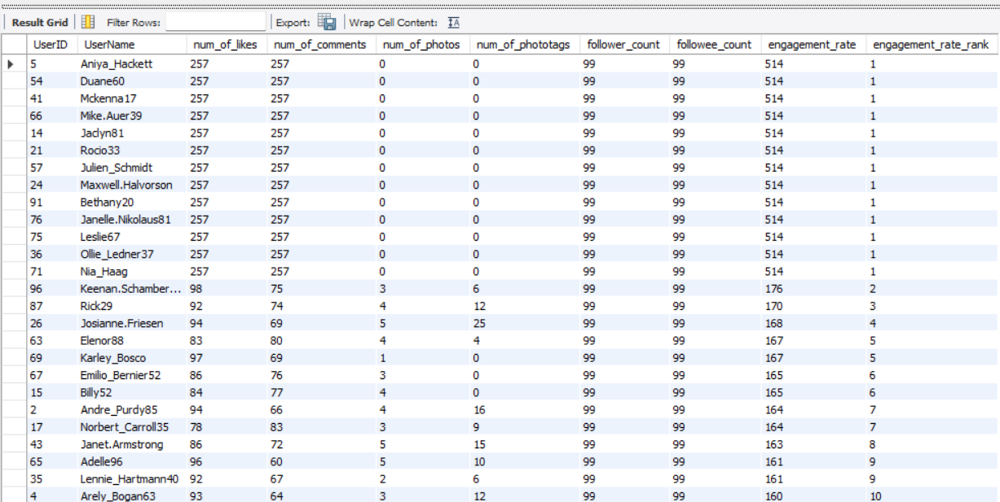 Result Grid Filter Rows: Export: Wrap Cell Content: IA
UserID UserName num_of_likes num_of_comments num_of_photos num_of_phototags follower_count followee_count engagement_rate engagement_rate_rank
5 Aniya_Hackett 257 257 0 0 99 99 514 1
54 Duane60 257 257 0 0 99 99 514 1
41 Mckenna17 257 257 0 0 99 99 514 1
66 Mike.Auer39 257 257 0 0 99 99 514 1
14 Jaclyn81 257 257 0 0 99 99 514 1
21 Rocio33 257 257 0 0 99 99 514 1
57 Julien_Schmidt 257 257 0 0 99 99 514 1
24 Maxwell.Halvorson 257 257 0 0 99 99 514 1
91 Bethany20 257 257 0 0 99 99 514 1
76 Janelle.Nikolaus81 257 257 0 0 99 99 514 1
75 Leslie67 257 257 0 0 99 99 514 1
36 Ollie_Ledner37 257 257 0 0 99 99 514 1
71 Nia_Haag 257 257 0 0 99 99 514 1
96 Keenan.Schamber... 98 75 3 6 99 99 176 2
87 Rick29 92 74 4 12 99 99 170 3
26 Josianne.Friesen 94 69 5 25 99 99 168 4
63 Elenor88 83 80 4 4 99 99 167 5
69 Karley_Bosco 97 69 1 0 99 99 167 5
67 Emilio_Bernier52 86 76 3 0 99 99 165 6
15 Billy52 84 77 4 0 99 99 165 6
2 Andre_Purdy85 94 66 4 16 99 99 164 7
17 Norbert_Carroll35 78 83 3 9 99 99 164 7
43 Janet.Armstrong 86 72 5 15 99 99 163 8
65 Adelle96 96 60 5 10 99 99 161 9
35 Lennie_Hartmann40 92 67 2 6 99 99 161 9
4 Arely_Bogan63 93 64 3 12 99 99 160 10